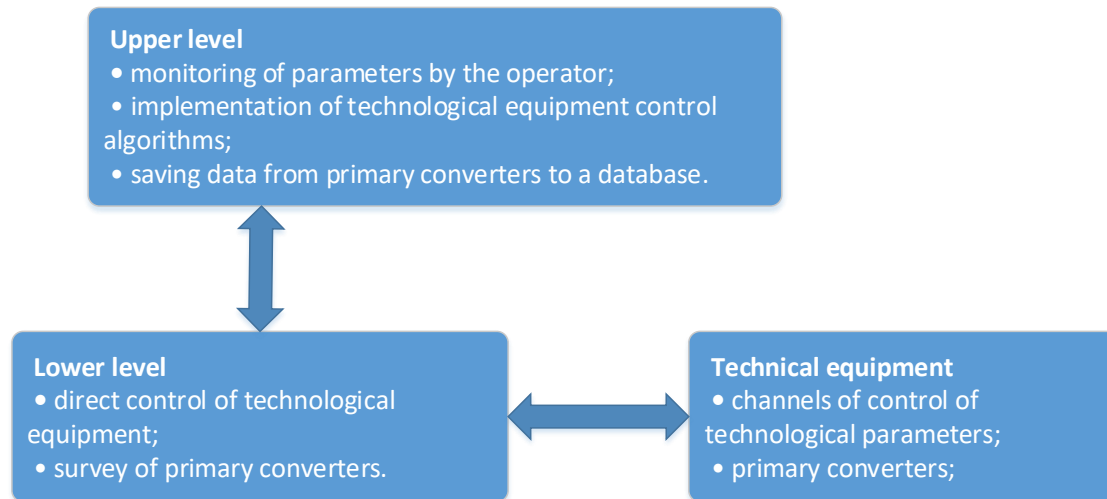 Upper level
• monitoring of parameters by the operator;
• implementation of technological equipment control
algorithms;
• saving data from primary converters to a database.
Lower level
• direct control of technological
equipment;
• survey of primary converters.
Technical equipment
• channels of control of
technological parameters;
• primary converters;